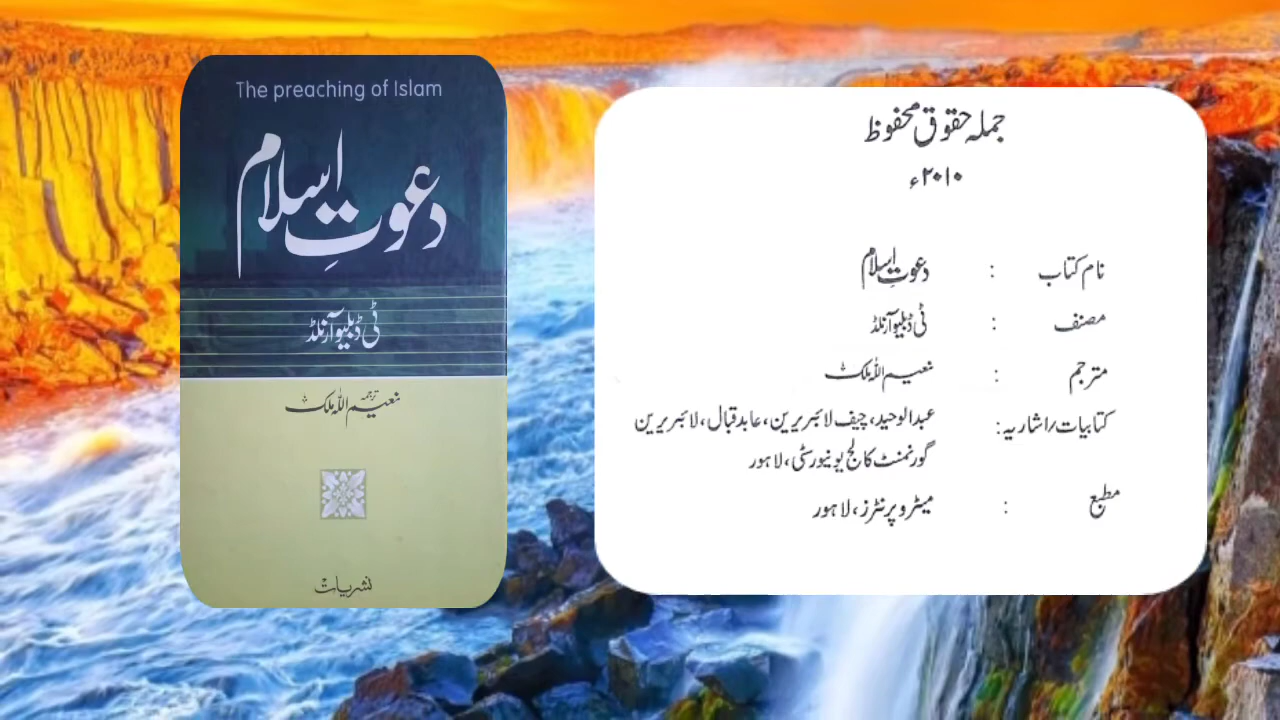 The preaching of Islam
دعوتِ اسلام
ٹی ڈبلیو آرنلڈ
ترجمہ
نعیم اللہ ملک
نشریات
جملہ حقوق محفوظ
۲۰۱۰ء
نام کتاب : دعوتِ اسلام
مصنف : ٹی ڈبلیو آرنلڈ
مترجم : نعیم اللہ ملک
کتابیات/اشاریہ: عبدالوحید، چیف لائبریرین، عابد قبال، لائبریرین
گورنمنٹ کالج یونیورسٹی، لاہور
مطبع : میٹرو پرنٹرز، لاہور